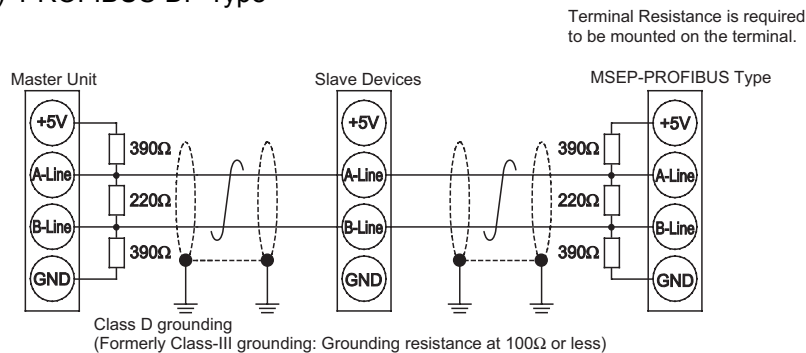 ) PROFIBUS-DP Type
Terminal Resistance is required
to be mounted on the terminal.
Master Unit
Slave Devices
MSEP-PROFIBUS Type
+5V
390Ω
A-Line
220Ω
B-Line
390Ω
GND
+5V
A-Line
B-Line
GND
390Ω
+5V
A-Line
220Ω
B-Line
390Ω
GND
Class D grounding
(Formerly Class-III grounding: Grounding resistance at 100Ω or less)